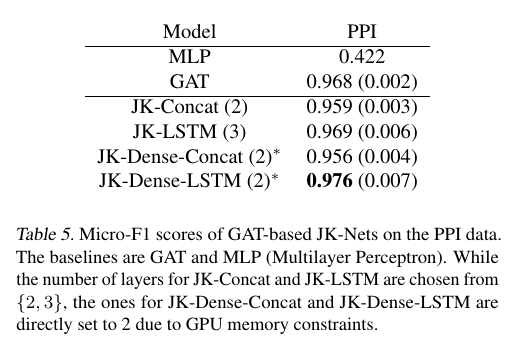 Model PPI
MLP 0.422
GAT 0.968 (0.002)
JK-Concat (2) 0.959 (0.003)
JK-LSTM (3) 0.969 (0.006)
JK-Dense-Concat (2)* 0.956 (0.004)
JK-Dense-LSTM (2)* 0.976 (0.007)
Table 5. Micro-F1 scores of GAT-based JK-Nets on the PPI data.
The baselines are GAT and MLP (Multilayer Perceptron). While
the number of layers for JK-Concat and JK-LSTM are chosen from
{2, 3}, the ones for JK-Dense-Concat and JK-Dense-LSTM are
directly set to 2 due to GPU memory constraints.